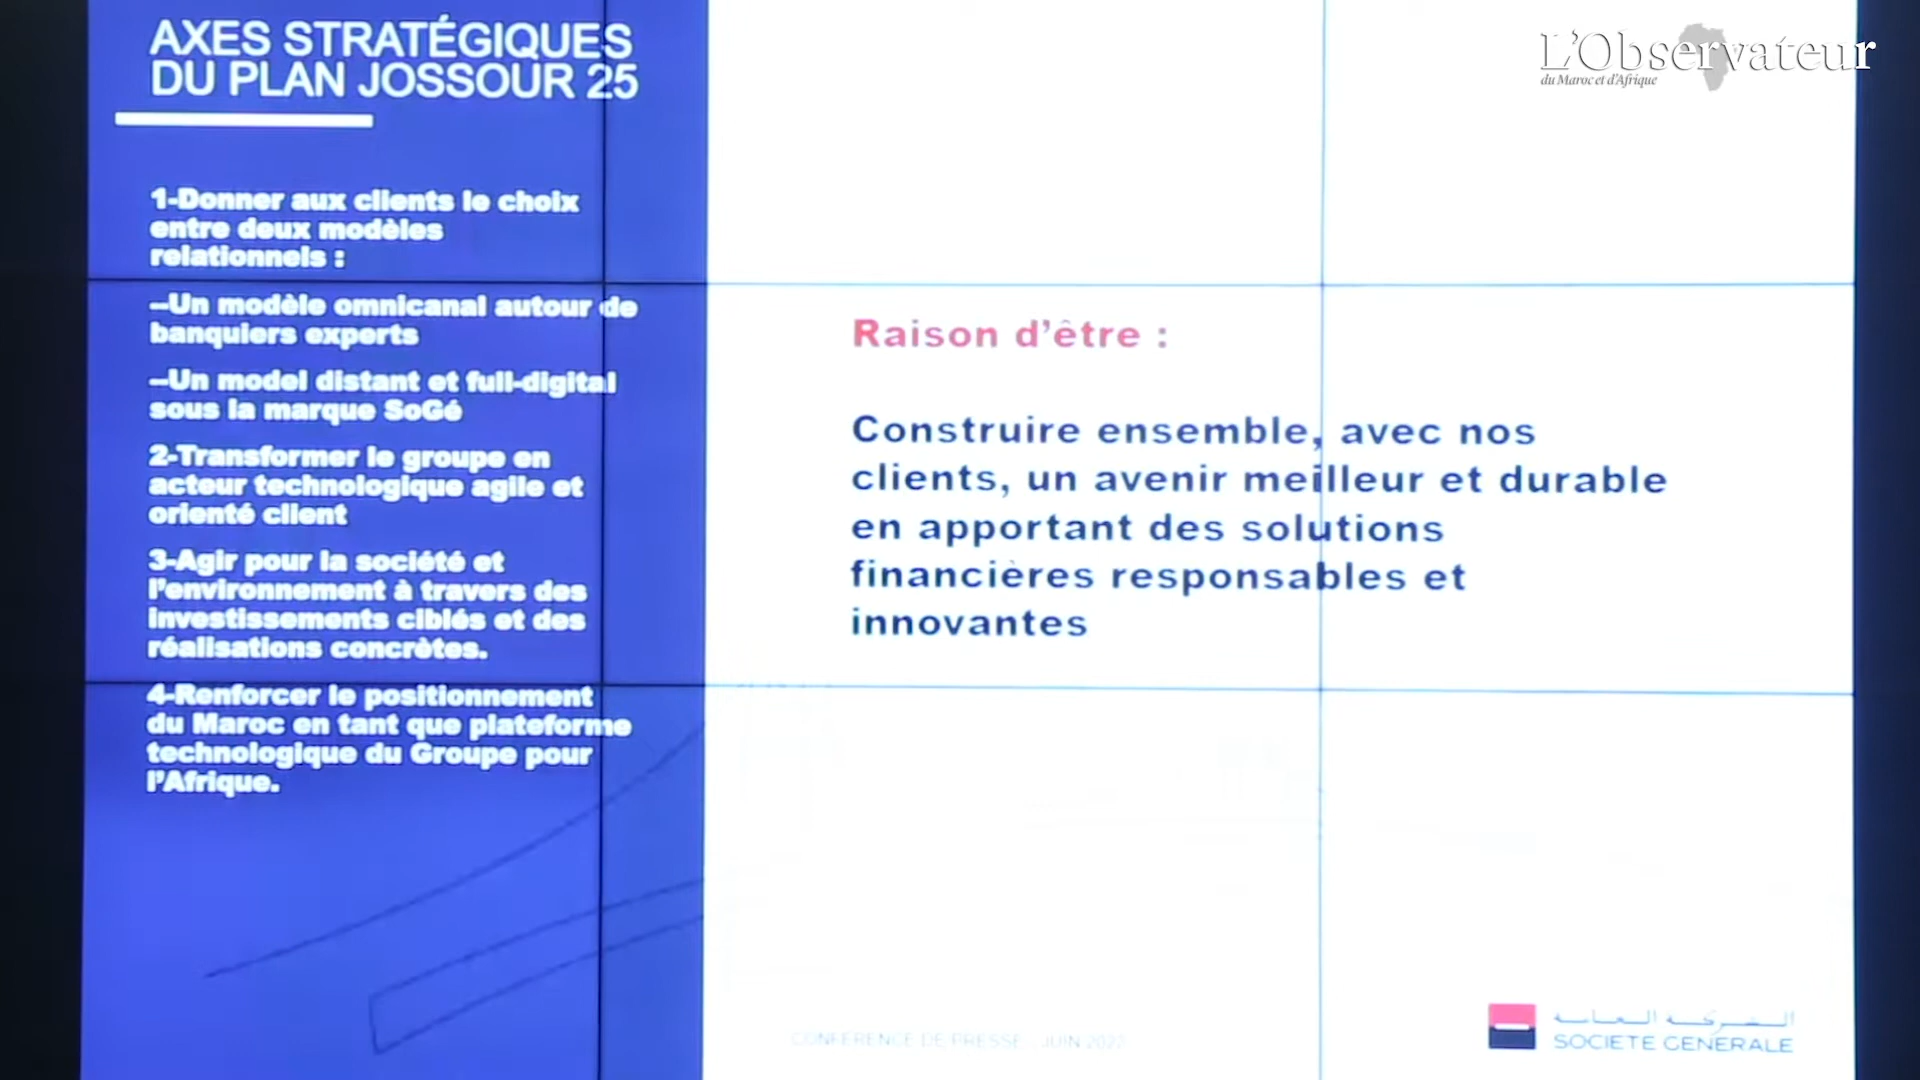 AXES STRATÉGIQUES
DU PLAN JOSSOUR 25
1-Donner aux clients le choix
entre deux modèles
relationnels :
–Un modèle omnicanal autour de
banquiers experts
–Un model distant et full-digital
sous la marque SoGé
2-Transformer le groupe en
acteur technologique agile et
orienté client
3-Agir pour la société et
l’environnement à travers des
investissements ciblés et des
réalisations concrètes.
4-Renforcer le positionnement
du Maroc en tant que plateforme
technologique du Groupe pour
l’Afrique.
L’Observateur
du Maroc et d’Afrique
Raison d’être :
Construire ensemble, avec nos
clients, un avenir meilleur et durable
en apportant des solutions
financières responsables et
innovantes
CONFERENCE DE PRESSE - JUIN 2022
الشركة العامة
SOCIETE GENERALE